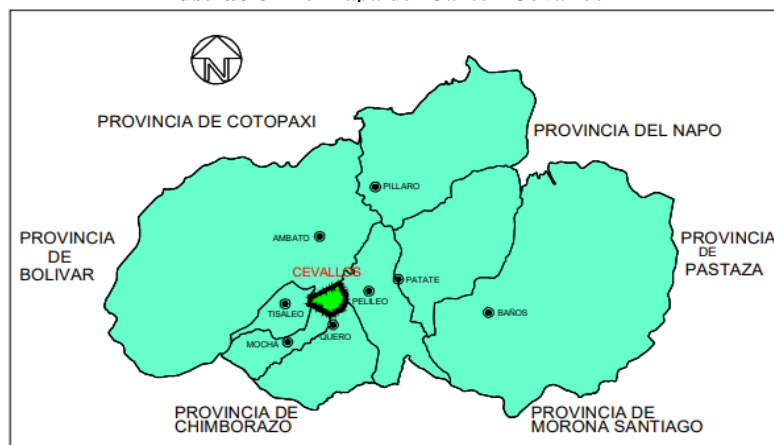 N
PROVINCIA DE COTOPAXI
PROVINCIA DEL NAPO
PILLARO
PROVINCIA
DE
BOLIVAR
AMBATO
PROVINCIA
DE
PASTAZA
CEVALLOS
PATATE
PELILEO
TISALEO
BAÑOS
QUERO
MOCHA
PROVINCIA DE
CHIMBORAZO
PROVINCIA DE
MORONA SANTIAGO